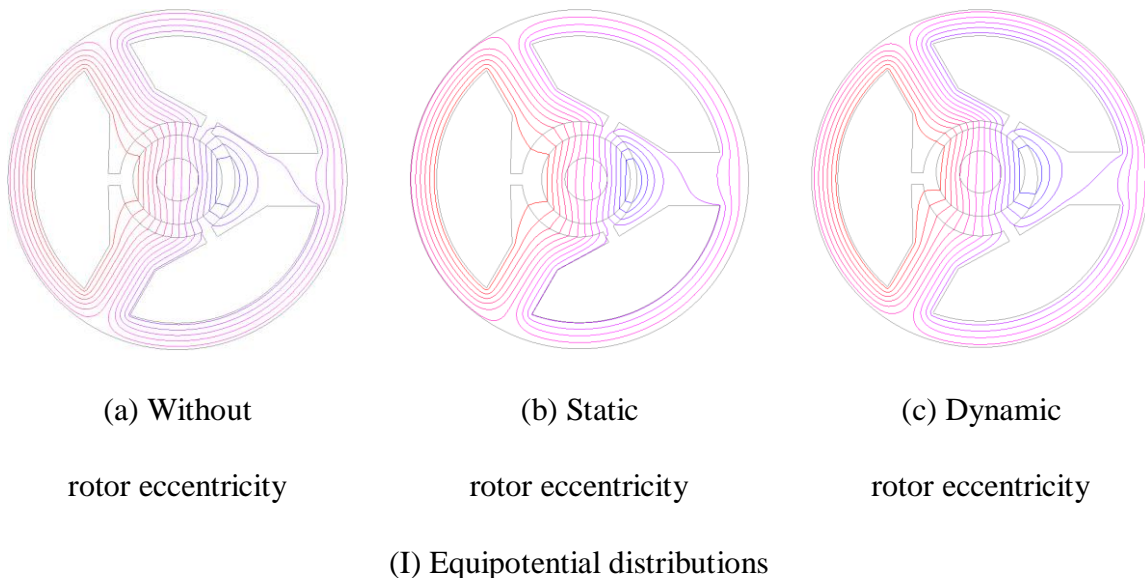 (a) Without (b) Static (c) Dynamic
rotor eccentricity rotor eccentricity rotor eccentricity
(I) Equipotential distributions